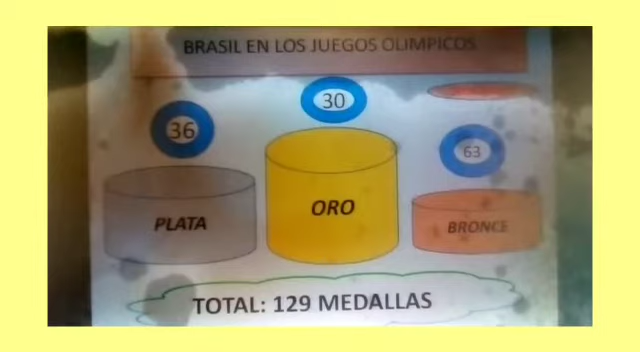 BRASIL EN LOS JUEGOS OLIMPICOS
30
36
63
PLATA
ORO
BRONCE
TOTAL: 129 MEDALLAS